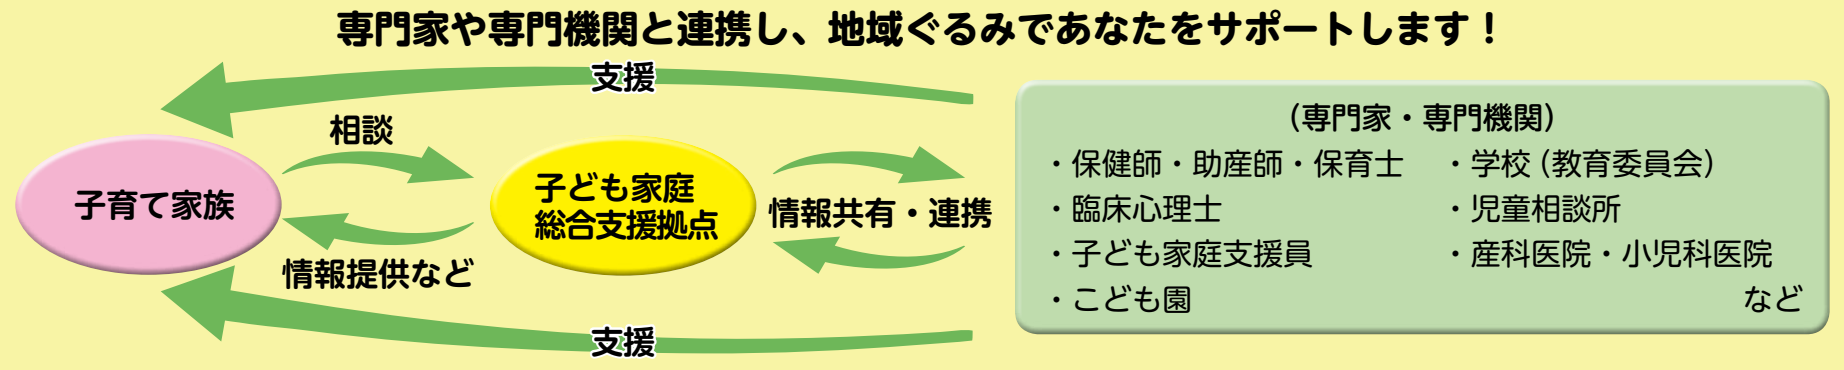 専門家や専門機関と連携し、地域ぐるみであなたをサポートします！
支援
相談
子育て家族
情報提供など
子ども家庭
総合支援拠点
情報共有・連携
支援
（専門家・専門機関）
・保健師・助産師・保育士
・臨床心理士
・子ども家庭支援員
・こども園
・学校（教育委員会）
・児童相談所
・産科医院・小児科医院
など